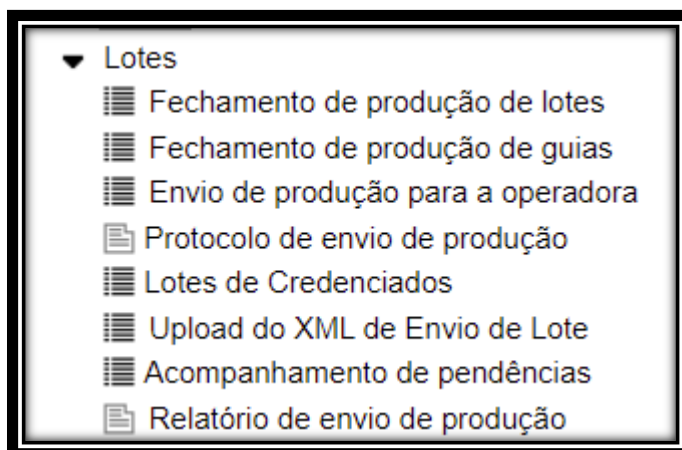 Lotes
Fechamento de produção de lotes
Fechamento de produção de guias
Envio de produção para a operadora
Protocolo de envio de produção
Lotes de Credenciados
Upload do XML de Envio de Lote
Acompanhamento de pendências
Relatório de envio de produção